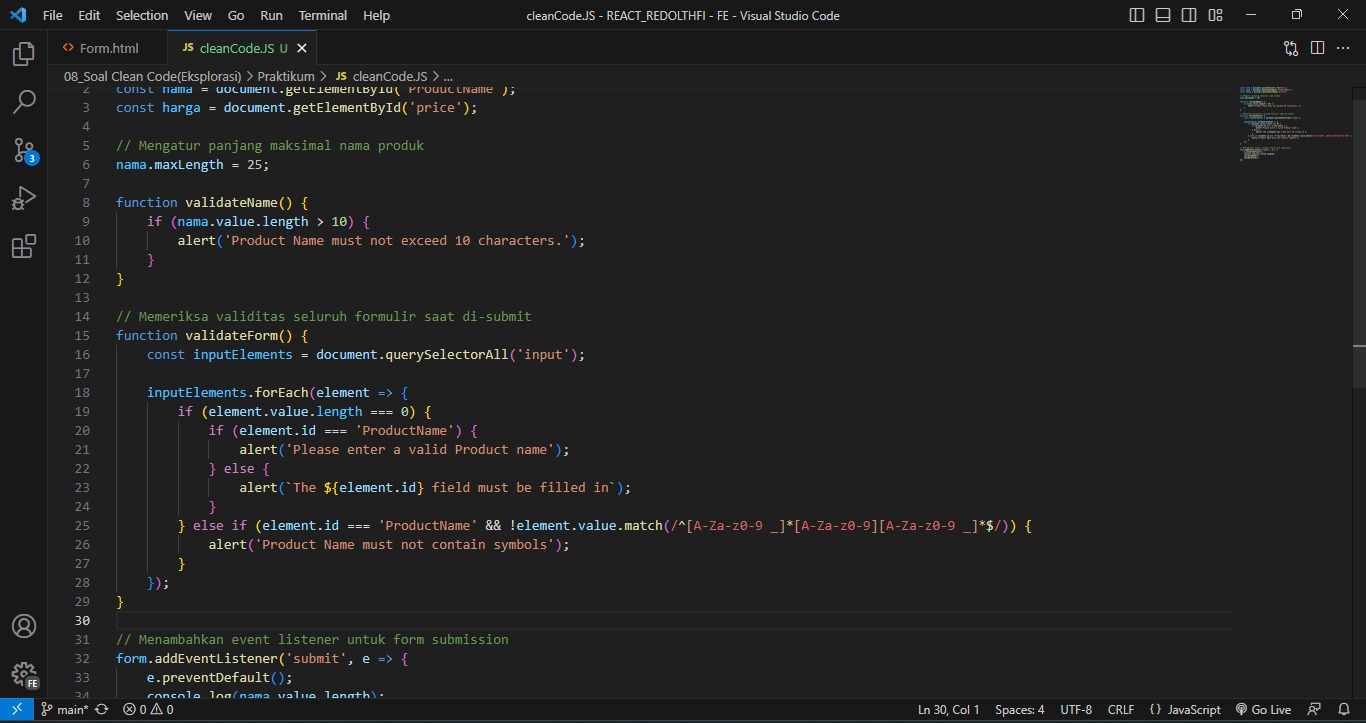 File Edit Selection View Go Run Terminal Help cleanCode.JS - REACT_REDOLTHFI - FE - Visual Studio Code
<> Form.html JS cleanCode.JS U
08_Soal Clean Code(Eksplorasi) > Praktikum > JS cleanCode.JS > ...
2 const nama = document.getElementById('ProductName');
3 const harga = document.getElementById('price');
4
5 // Mengatur panjang maksimal nama produk
6 nama.maxLength = 25;
7
8 function validateName() {
9 if (nama.value.length > 10) {
10 alert('Product Name must not exceed 10 characters.');
11 }
12 }
13
14 // Memeriksa validitas seluruh formulir saat di-submit
15 function validateForm() {
16 const inputElements = document.querySelectorAll('input');
17
18 inputElements.forEach(element => {
19 if (element.value.length === 0) {
20 if (element.id === 'ProductName') {
21 alert('Please enter a valid Product name');
22 } else {
23 alert(`The ${element.id} field must be filled in`);
24 }
25 } else if (element.id === 'ProductName' && !element.value.match(/^[A-Za-z0-9 _]*[A-Za-z0-9][A-Za-z0-9 _]*$/)) {
26 alert('Product Name must not contain symbols');
27 }
28 });
29 }
30
31 // Menambahkan event listener untuk form submission
32 form.addEventListener('submit', e => {
33 e.preventDefault();
34 console.log(nama.value.length);
3
FE
main* 0 0 Ln 30, Col 1 Spaces: 4 UTF-8 CRLF {} JavaScript Go Live